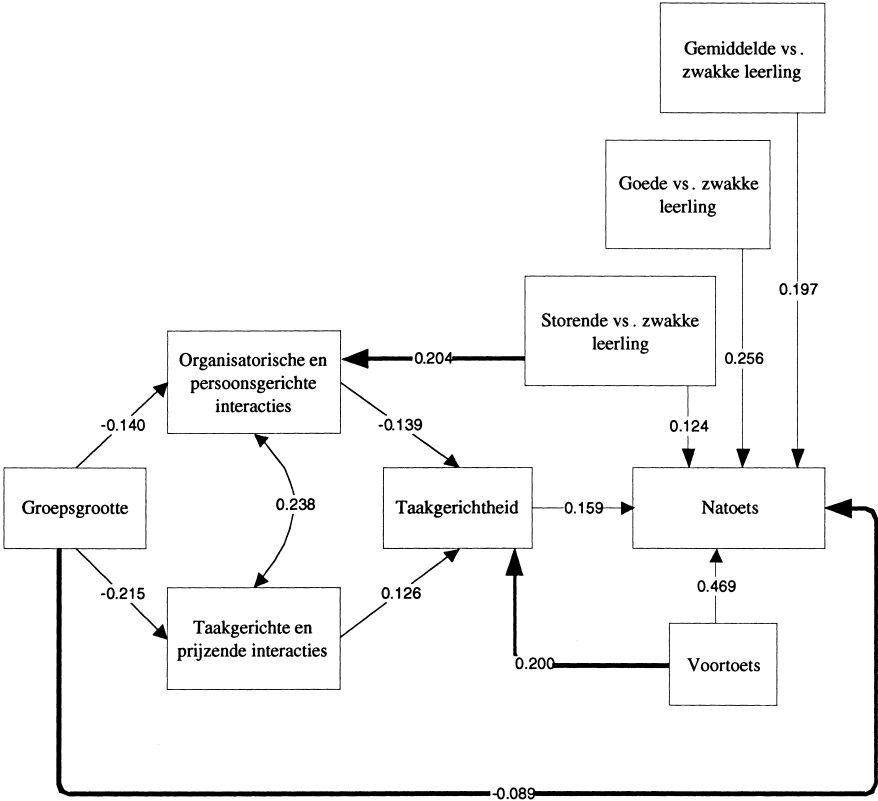 Gemiddelde vs.
zwakke leerling
Goede vs. zwakke
leerling
0.197
Storende vs. zwakke
leerling
0.256
0.204
Organisatorische en
persoonsgerichte
interacties
-0.140
-0.139
0.124
Groepsgrootte
0.238
Taakgerichtheid
0.159
Natoets
-0.215
0.126
0.469
Taakgerichte en
prijzende interacties
0.200
Voortoets
-0.089